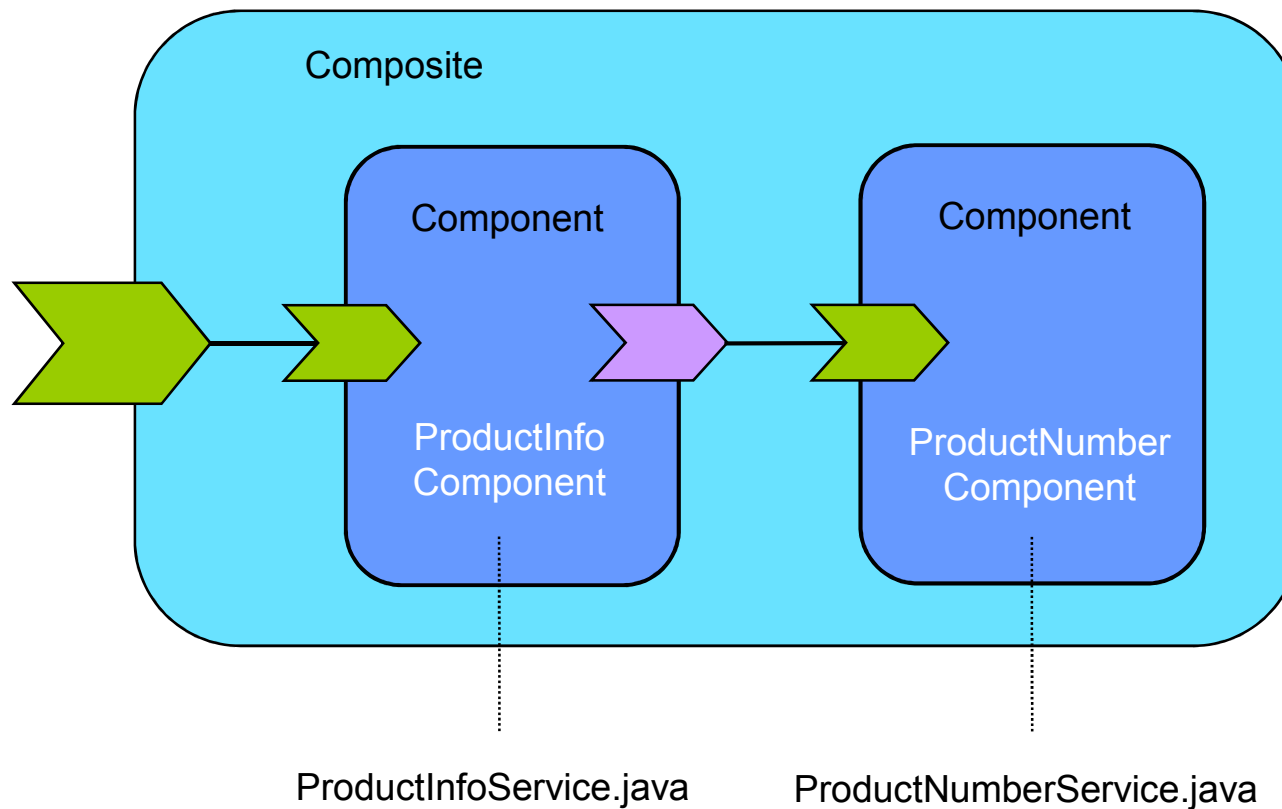 Composite
Component
Component
ProductInfo
Component
ProductNumber
Component
ProductInfoService.java
ProductNumberService.java